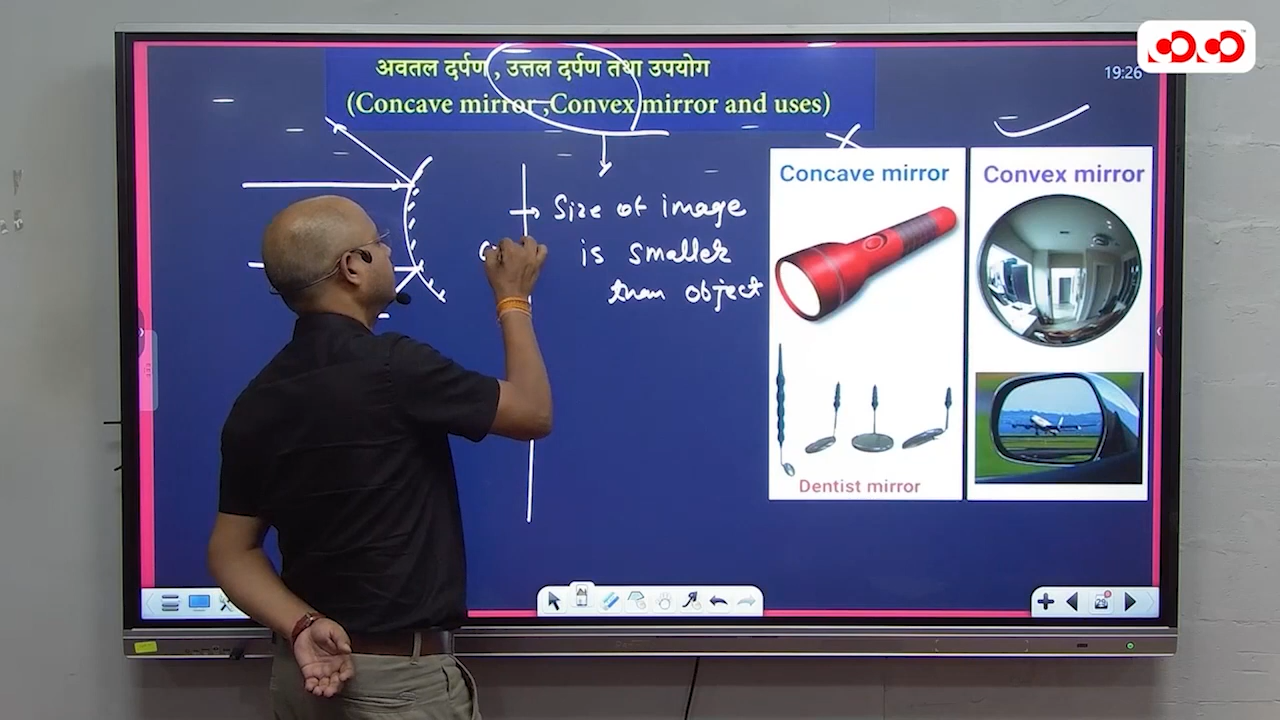 अवतल दर्पण , उत्तल दर्पण तथा उपयोग
(Concave mirror ,Convex mirror and uses)
19:26
Size of image
is smaller
than object
Concave mirror
Convex mirror
Dentist mirror
29